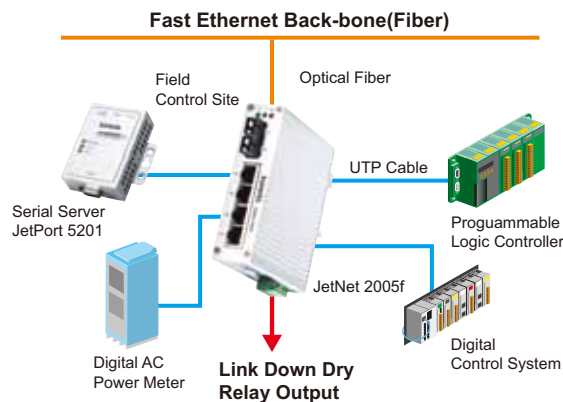 Fast Ethernet Back-bone(Fiber)
Field
Control Site
Optical Fiber
UTP Cable
Serial Server
JetPort 5201
Proguammable
Logic Controller
JetNet 2005f
Digital AC
Power Meter
Digital
Control System
Link Down Dry
Relay Output